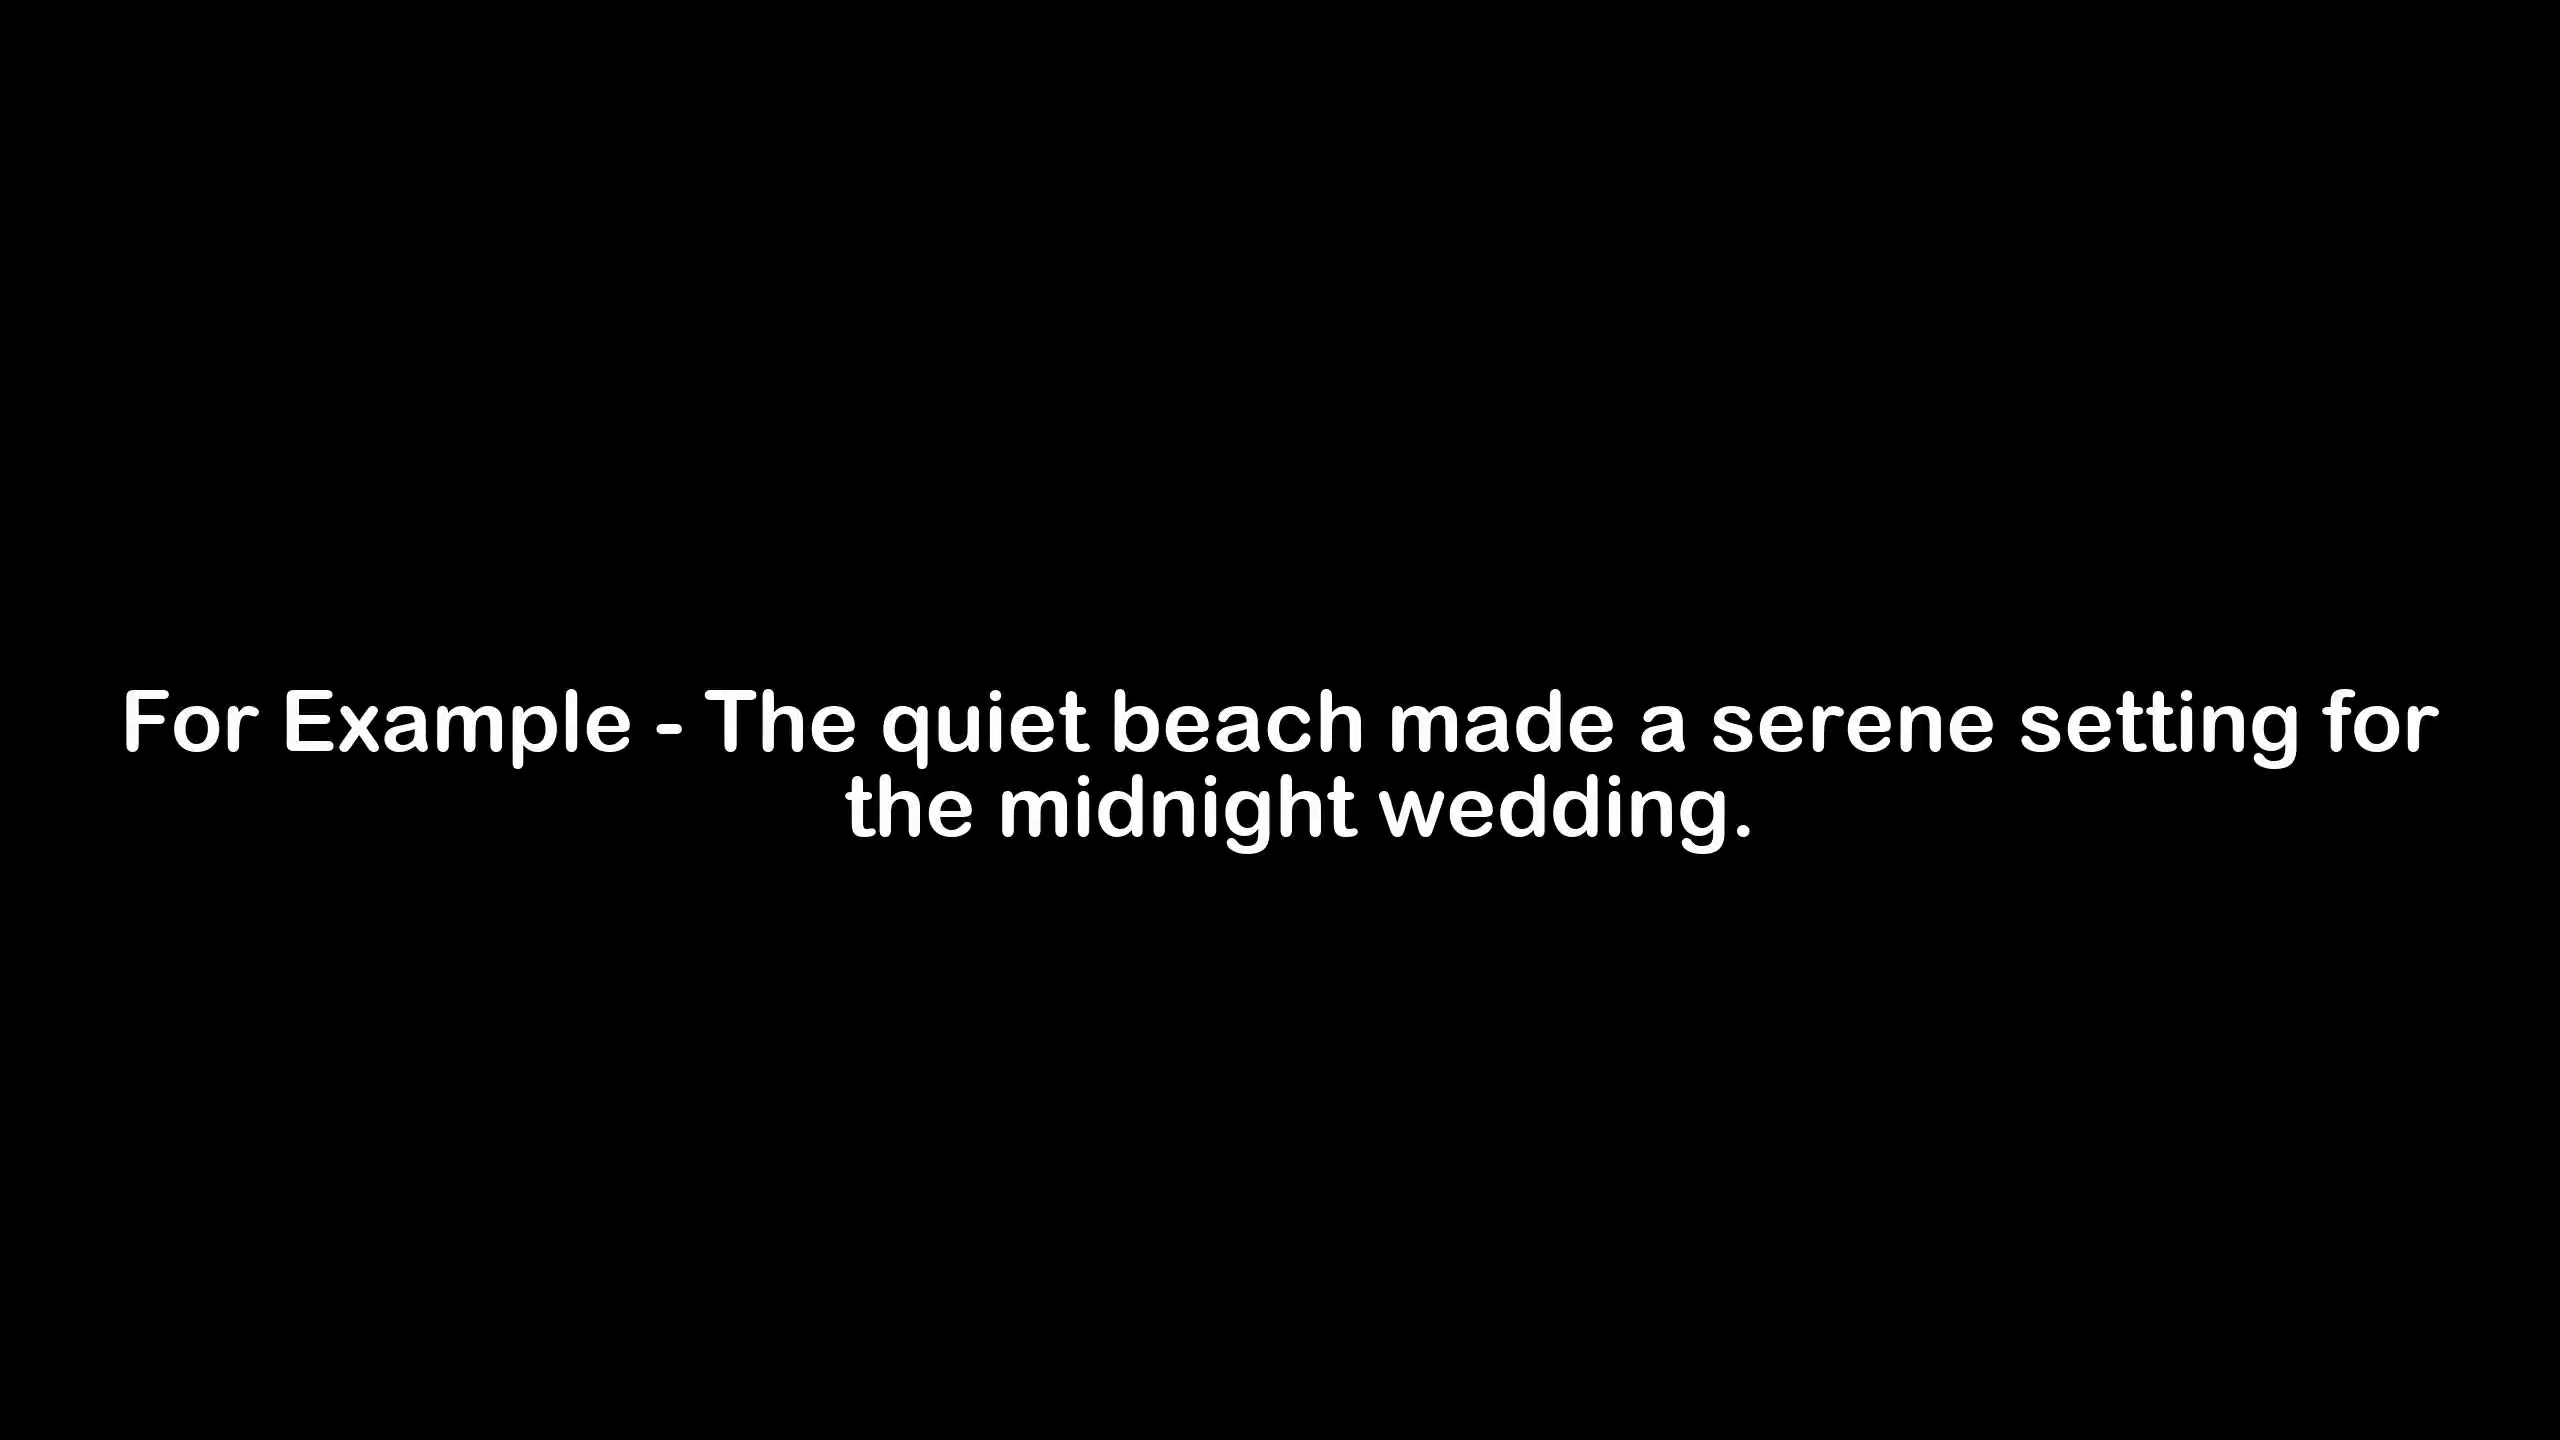 For Example - The quiet beach made a serene setting for
the midnight wedding.